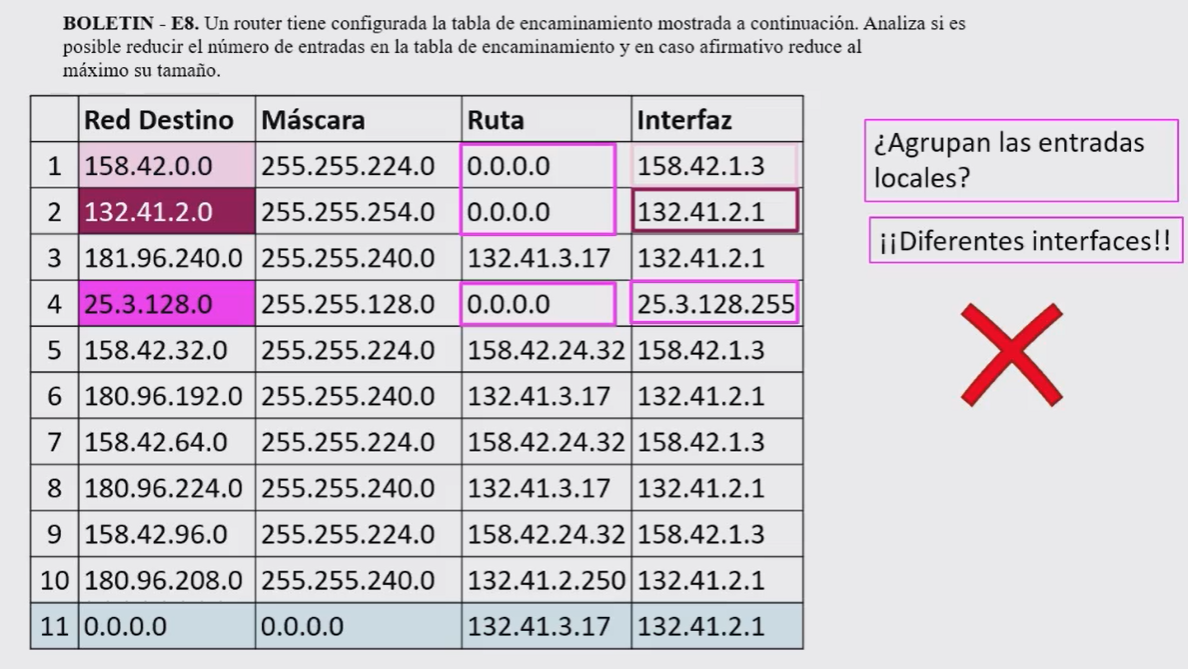 BOLETIN - E8. Un router tiene configurada la tabla de encaminamiento mostrada a continuación. Analiza si es
posible reducir el número de entradas en la tabla de encaminamiento y en caso afirmativo reduce al
máximo su tamaño.
Red Destino Máscara Ruta Interfaz
1 158.42.0.0 255.255.224.0 0.0.0.0 158.42.1.3
2 132.41.2.0 255.255.254.0 0.0.0.0 132.41.2.1
3 181.96.240.0 255.255.240.0 132.41.3.17 132.41.2.1
4 25.3.128.0 255.255.128.0 0.0.0.0 25.3.128.255
5 158.42.32.0 255.255.224.0 158.42.24.32 158.42.1.3
6 180.96.192.0 255.255.240.0 132.41.3.17 132.41.2.1
7 158.42.64.0 255.255.224.0 158.42.24.32 158.42.1.3
8 180.96.224.0 255.255.240.0 132.41.3.17 132.41.2.1
9 158.42.96.0 255.255.224.0 158.42.24.32 158.42.1.3
10 180.96.208.0 255.255.240.0 132.41.2.250 132.41.2.1
11 0.0.0.0 0.0.0.0 132.41.3.17 132.41.2.1
¿Agrupan las entradas
locales?
¡¡Diferentes interfaces!!